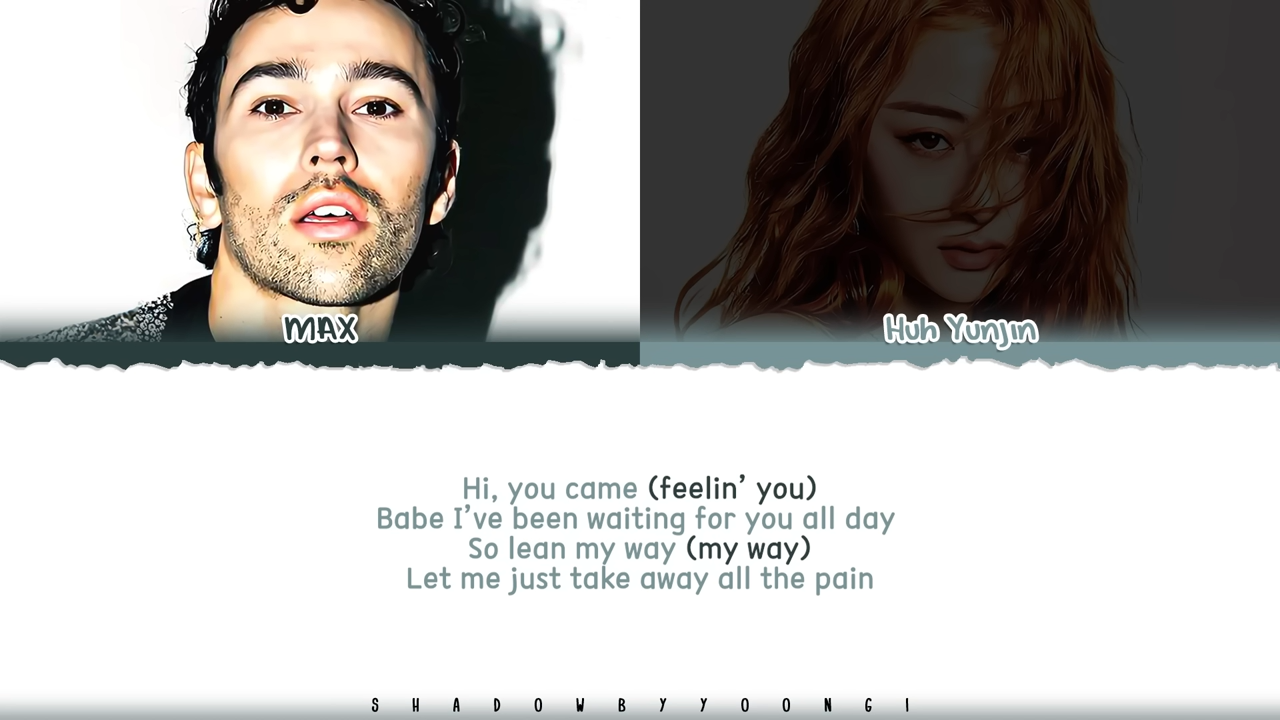 MAX
Huh Yunjin
Hi, you came (feelin’ you)
Babe I’ve been waiting for you all day
So lean my way (my way)
Let me just take away all the pain
SHADOWBYYOONGI